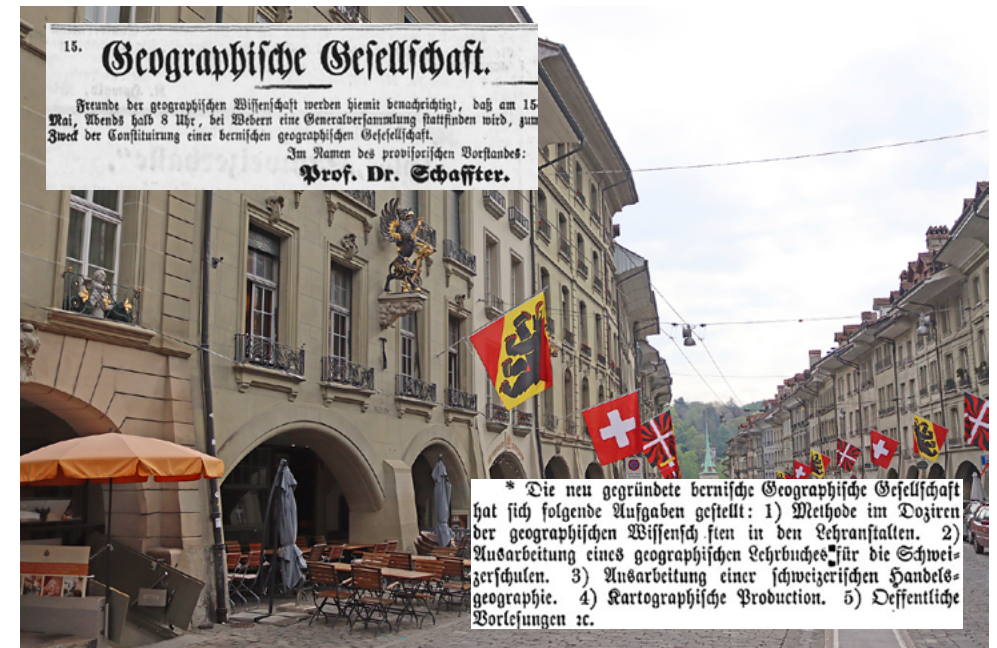 15.
Geographische Gesellschaft.
Freunde der geographischen Wissenschaft werden hiemit benachrichtigt, daß am 15
Mai, Abends halb 8 Uhr, bei Webern eine Generalversammlung stattfinden wird, zum
Zweck der Constituirung einer bernischen geographischen Gesellschaft.
Im Namen des provisorischen Vorstandes:
Prof. Dr. Schaffter.
* Die neu gegründete bernische Geographische Gesellschaft
hat sich folgende Aufgaben gestellt: 1) Methode im Doziren
der geographischen Wissensch ften in den Lehranstalten. 2)
Ausarbeitung eines geographischen Lehrbuches für die Schwei-
zerschulen. 3) Ausarbeitung einer schweizerischen Handels-
geographie. 4) Kartographische Production. 5) Oeffentliche
Vorlesungen ꝛc.